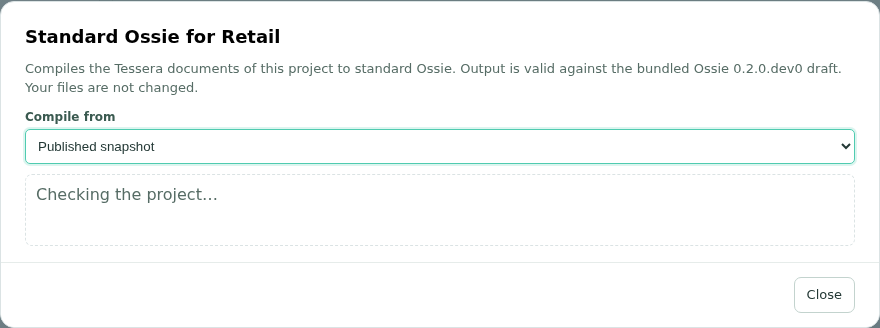 Standard Ossie for Retail
Compiles the Tessera documents of this project to standard Ossie. Output is valid against the bundled Ossie 0.2.0.dev0 draft.
Your files are not changed.
Compile from
Published snapshot
Checking the project…
Close